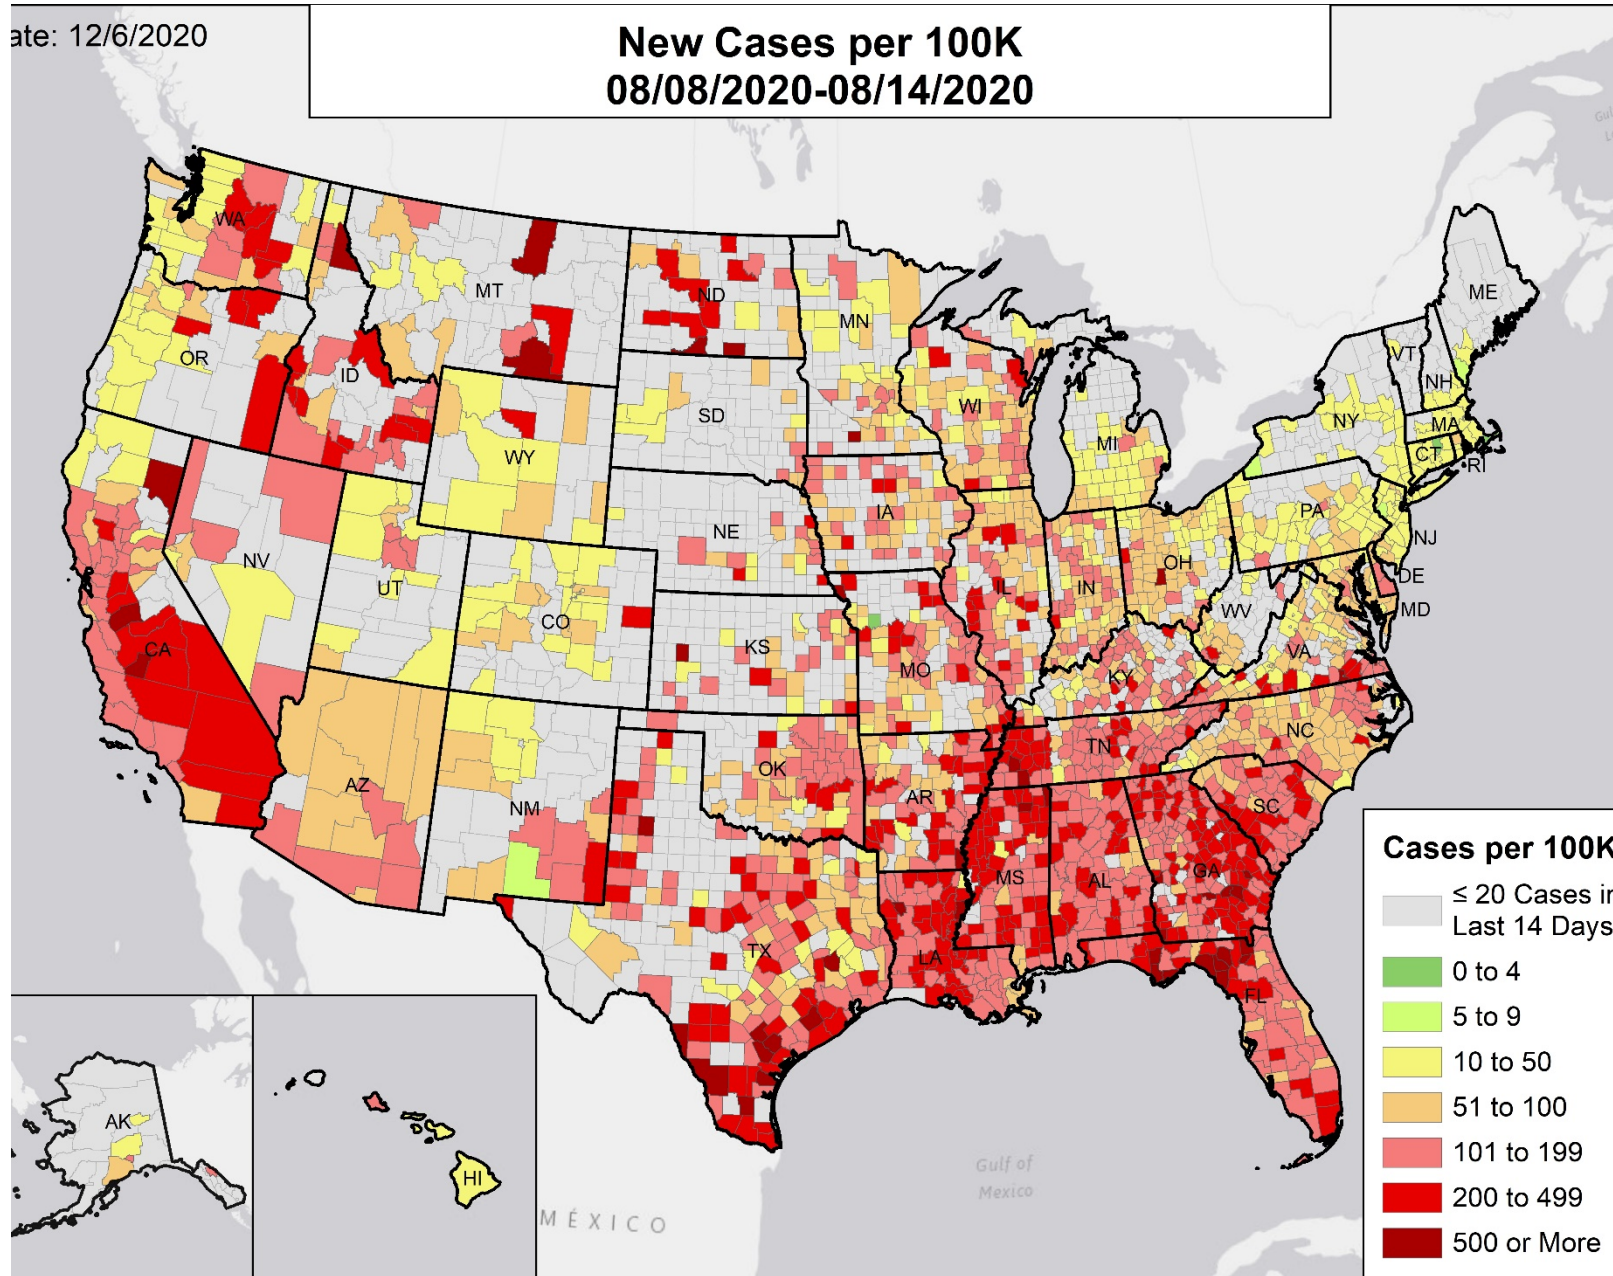 ate: 12/6/2020
New Cases per 100K
08/08/2020-08/14/2020
WA
MT
ND
MN
ME
OR
ID
SD
WI
MI
VT
NH
NY
MA
CT
RI
WY
NE
IA
PA
NJ
NV
UT
CO
IL
IN
OH
DE
MD
WV
CA
KS
MO
KY
VA
AZ
NM
OK
AR
TN
NC
SC
MS
AL
GA
TX
LA
FL
AK
HI
Gulf of
Mexico
MÉXICO
Cases per 100K
≤ 20 Cases in
Last 14 Days
0 to 4
5 to 9
10 to 50
51 to 100
101 to 199
200 to 499
500 or More